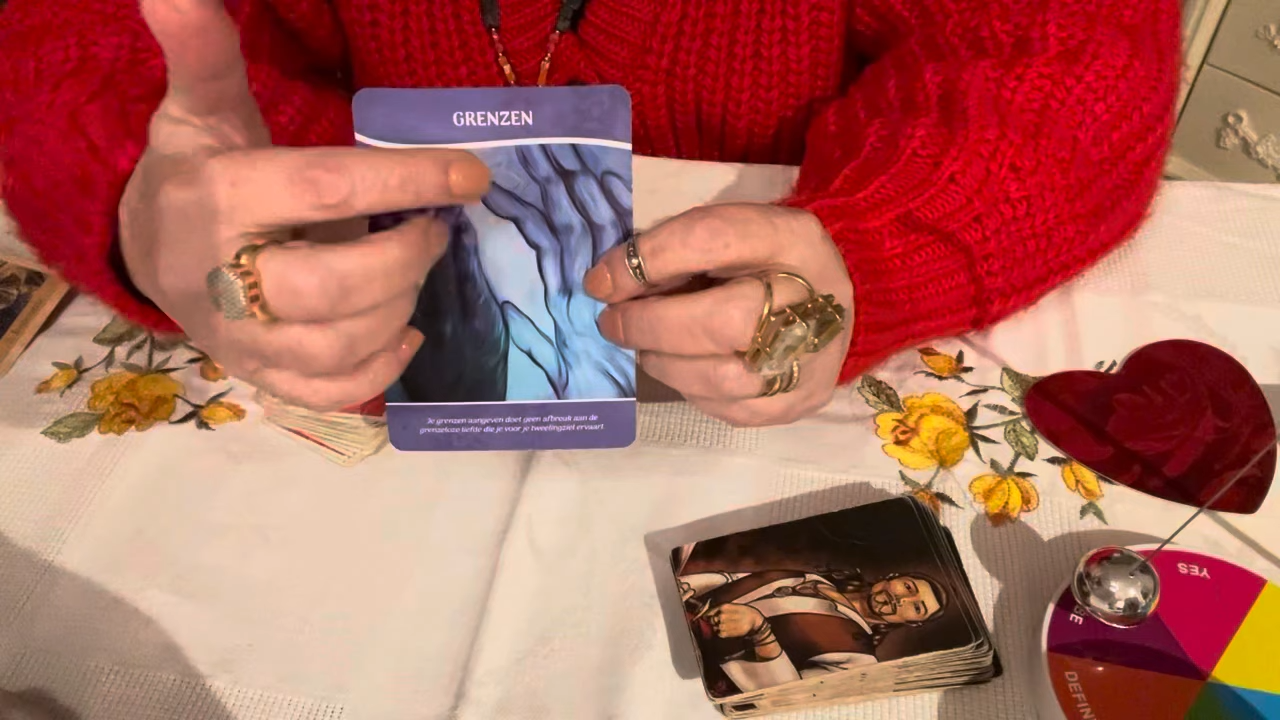 GRENZEN
Je grenzen aangeven doet geen afbreuk aan de
grenzeloze liefde die je voor je tweelingziel ervaart.
YES
DEFIN